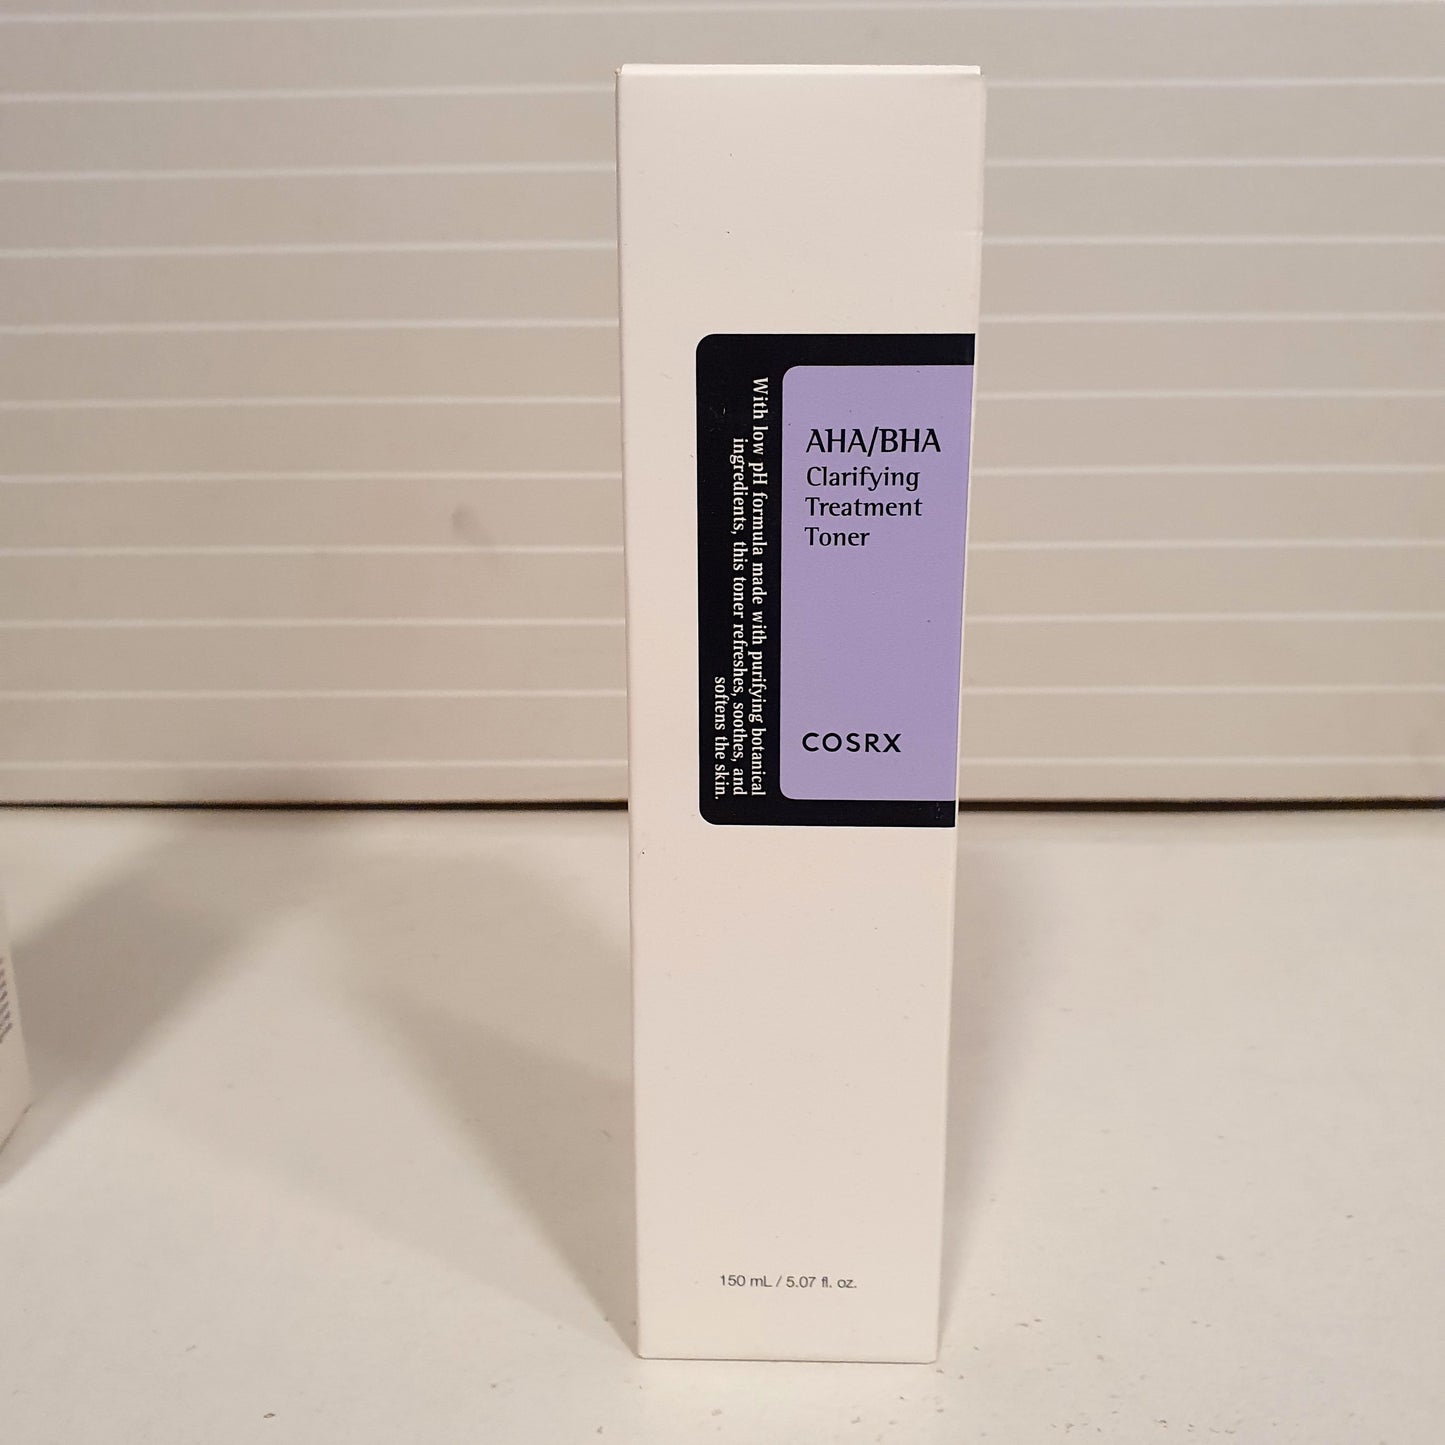 AHA/BHA
Clarifying
Treatment
Toner
COSRX
With low pH formula made with purifying botanical
ingredients, this toner refreshes, soothes, and
softens the skin.
150 mL / 5.07 fl. oz.